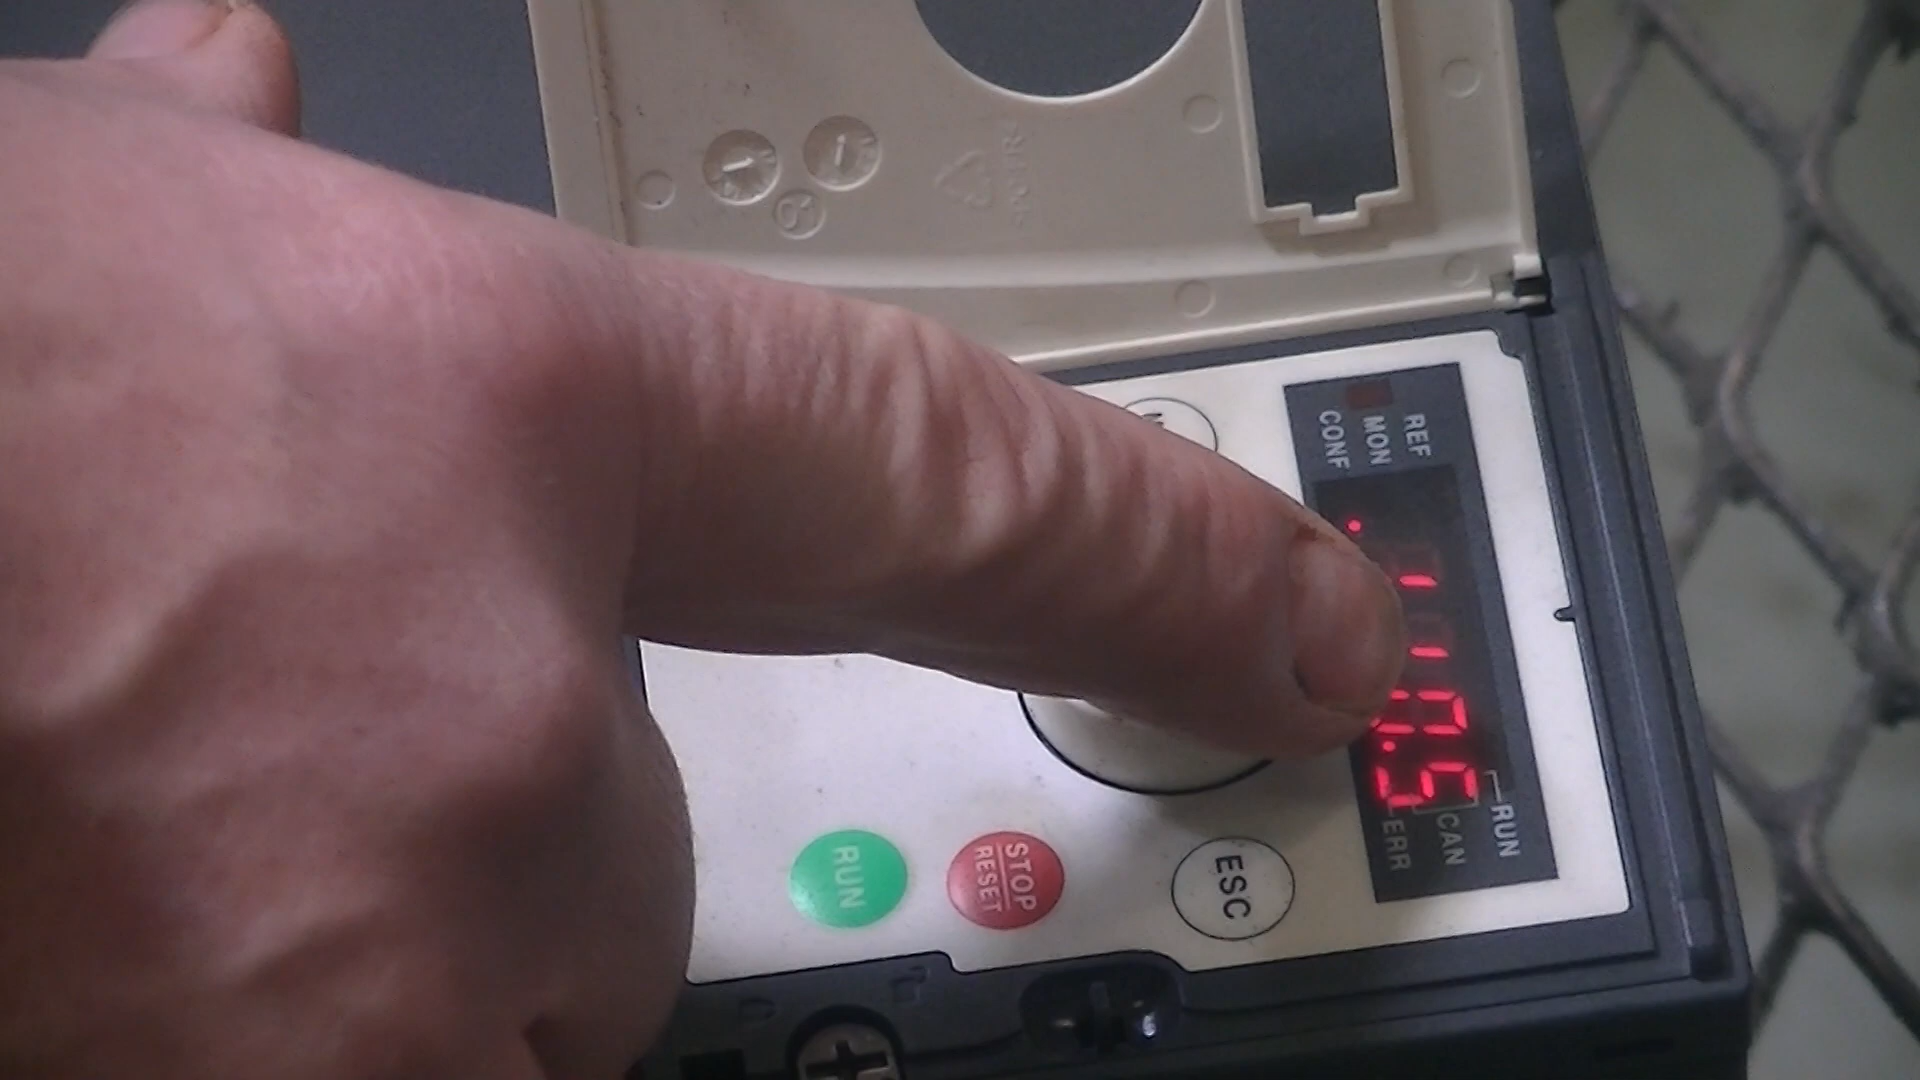 REF
MON
CONF
RUN
CAN
ERR
ESC
STOP
RESET
RUN